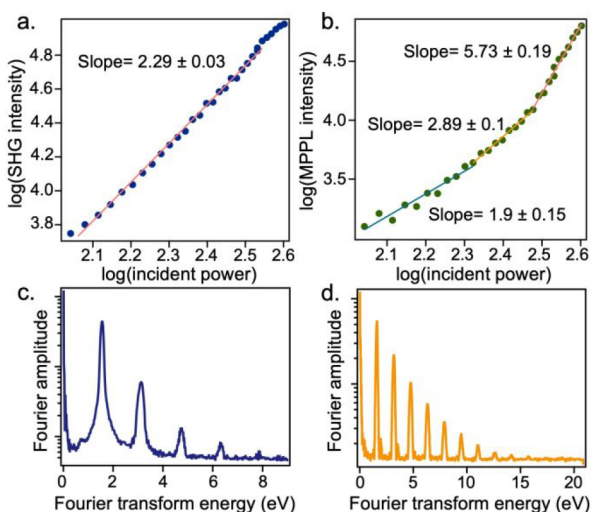 a.
Slope= 2.29 ± 0.03
log(SHG intensity)
4.8
4.6
4.4
4.2
4.0
3.8
2.1 2.2 2.3 2.4 2.5 2.6
log(incident power)
b.
Slope= 5.73 ± 0.19
Slope= 2.89 ± 0.1
Slope= 1.9 ± 0.15
log(MPPL intensity)
4.5
4.0
3.5
2.1 2.2 2.3 2.4 2.5 2.6
log(incident power)
c.
Fourier amplitude
0 2 4 6 8
Fourier transform energy (eV)
d.
Fourier amplitude
0 5 10 15 20
Fourier transform energy (eV)